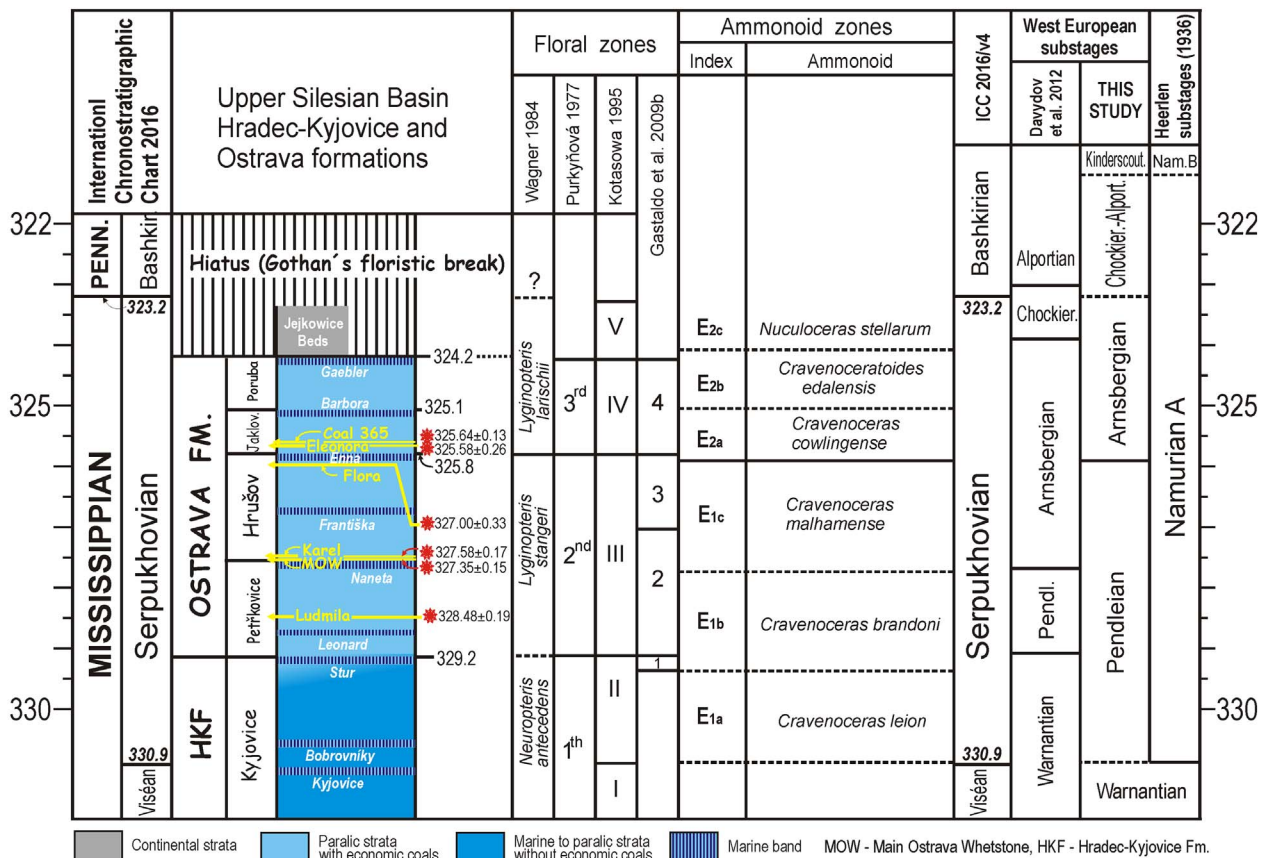 Internationl
Chronostratigraphic
Chart 2016
Upper Silesian Basin
Hradec-Kyjovice and
Ostrava formations
Floral zones
Wagner 1984
Purkyňová 1977
Kotasowa 1995
Gastaldo et al. 2009b
Ammonoid zones
Index
Ammonoid
ICC 2016/v4
West European
substages
Davydov
et al. 2012
THIS
STUDY
Heerlen
substages (1936)
322
325
330
PENN.
MISSISSIPPIAN
Bashkir.
323.2
Serpukhovian
330.9
Viséan
Hiatus (Gothan´s floristic break)
Jejkowice
Beds
OSTRAVA FM.
HKF
Poruba
Jaklov.
Hrušov
Petřkovice
Kyjovice
Gaebler
Barbora
Coal 365
Eleonora
Enna
Flora
Františka
Karel
MOW
Naneta
Ludmila
Leonard
Stur
Bobrovníky
Kyjovice
324.2
325.1
325.64±0.13
325.58±0.26
325.8
327.00±0.33
327.58±0.17
327.35±0.15
328.48±0.19
329.2
?
Lyginopteris
larischii
Lyginopteris
stangeri
Neuropteris
antecedens
3rd
2nd
1th
V
IV
III
II
I
4
3
2
1
E2c
Nuculoceras stellarum
E2b
Cravenoceratoides
edalensis
E2a
Cravenoceras
cowlingense
E1c
Cravenoceras
malhamense
E1b
Cravenoceras brandoni
E1a
Cravenoceras leion
Bashkirian
323.2
Serpukhovian
330.9
Viséan
Alportian
Chockier.
Arnsbergian
Pendl.
Warnantian
Kinderscout.
Chockier.-Alport.
Arnsbergian
Pendleian
Warnantian
Nam.B
Namurian A
322
325
330
Continental strata
Paralic strata
with economic coals
Marine to paralic strata
without economic coals
Marine band
MOW - Main Ostrava Whetstone, HKF - Hradec-Kyjovice Fm.